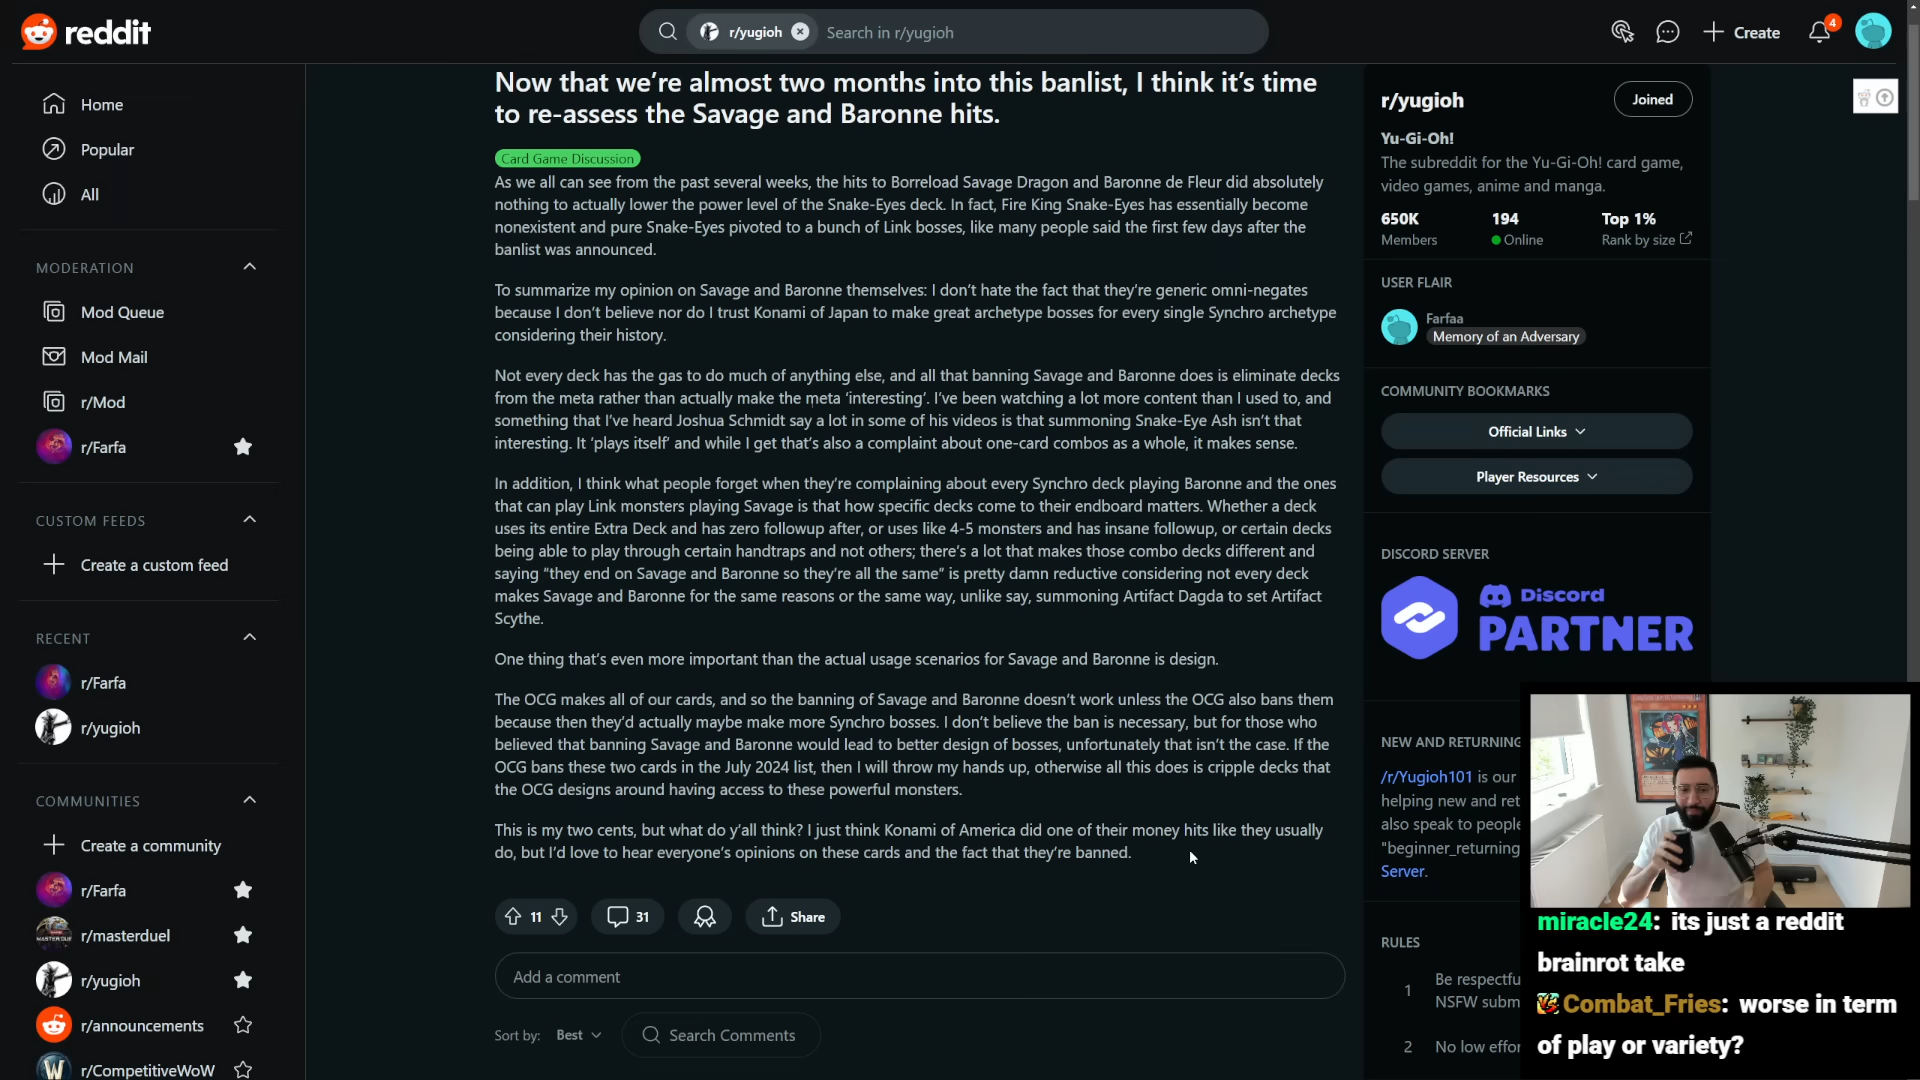 reddit
r/yugioh
Search in r/yugioh
Create
4
Home
Popular
All
MODERATION
Mod Queue
Mod Mail
r/Mod
r/Farfa
CUSTOM FEEDS
Create a custom feed
RECENT
r/Farfa
r/yugioh
COMMUNITIES
Create a community
r/Farfa
r/masterduel
r/yugioh
r/announcements
r/CompetitiveWoW
Now that we’re almost two months into this banlist, I think it’s time
to re-assess the Savage and Baronne hits.
Card Game Discussion
As we all can see from the past several weeks, the hits to Borreload Savage Dragon and Baronne de Fleur did absolutely
nothing to actually lower the power level of the Snake-Eyes deck. In fact, Fire King Snake-Eyes has essentially become
nonexistent and pure Snake-Eyes pivoted to a bunch of Link bosses, like many people said the first few days after the
banlist was announced.
To summarize my opinion on Savage and Baronne themselves: I don’t hate the fact that they’re generic omni-negates
because I don’t believe nor do I trust Konami of Japan to make great archetype bosses for every single Synchro archetype
considering their history.
Not every deck has the gas to do much of anything else, and all that banning Savage and Baronne does is eliminate decks
from the meta rather than actually make the meta ‘interesting’. I’ve been watching a lot more content than I used to, and
something that I’ve heard Joshua Schmidt say a lot in some of his videos is that summoning Snake-Eye Ash isn’t that
interesting. It ‘plays itself’ and while I get that’s also a complaint about one-card combos as a whole, it makes sense.
In addition, I think what people forget when they’re complaining about every Synchro deck playing Baronne and the ones
that can play Link monsters playing Savage is that how specific decks come to their endboard matters. Whether a deck
uses its entire Extra Deck and has zero followup after, or uses like 4-5 monsters and has insane followup, or certain decks
being able to play through certain handtraps and not others; there’s a lot that makes those combo decks different and
saying “they end on Savage and Baronne so they’re all the same” is pretty damn reductive considering not every deck
makes Savage and Baronne for the same reasons or the same way, unlike say, summoning Artifact Dagda to set Artifact
Scythe.
One thing that’s even more important than the actual usage scenarios for Savage and Baronne is design.
The OCG makes all of our cards, and so the banning of Savage and Baronne doesn’t work unless the OCG also bans them
because then they’d actually maybe make more Synchro bosses. I don’t believe the ban is necessary, but for those who
believed that banning Savage and Baronne would lead to better design of bosses, unfortunately that isn’t the case. If the
OCG bans these two cards in the July 2024 list, then I will throw my hands up, otherwise all this does is cripple decks that
the OCG designs around having access to these powerful monsters.
This is my two cents, but what do y’all think? I just think Konami of America did one of their money hits like they usually
do, but I’d love to hear everyone’s opinions on these cards and the fact that they’re banned.
11
31
Share
Add a comment
Sort by: Best
Search Comments
r/yugioh
Joined
Yu-Gi-Oh!
The subreddit for the Yu-Gi-Oh! card game,
video games, anime and manga.
650K 194 Top 1%
Members Online Rank by size
USER FLAIR
Farfaa
Memory of an Adversary
COMMUNITY BOOKMARKS
Official Links
Player Resources
DISCORD SERVER
Discord
PARTNER
NEW AND RETURNING
/r/Yugioh101 is our
helping new and ret
also speak to people
"beginner_returning
Server.
RULES
1 Be respectfu
NSFW subm
2 No low effor
miracle24: its just a reddit
brainrot take
Combat_Fries: worse in term
of play or variety?